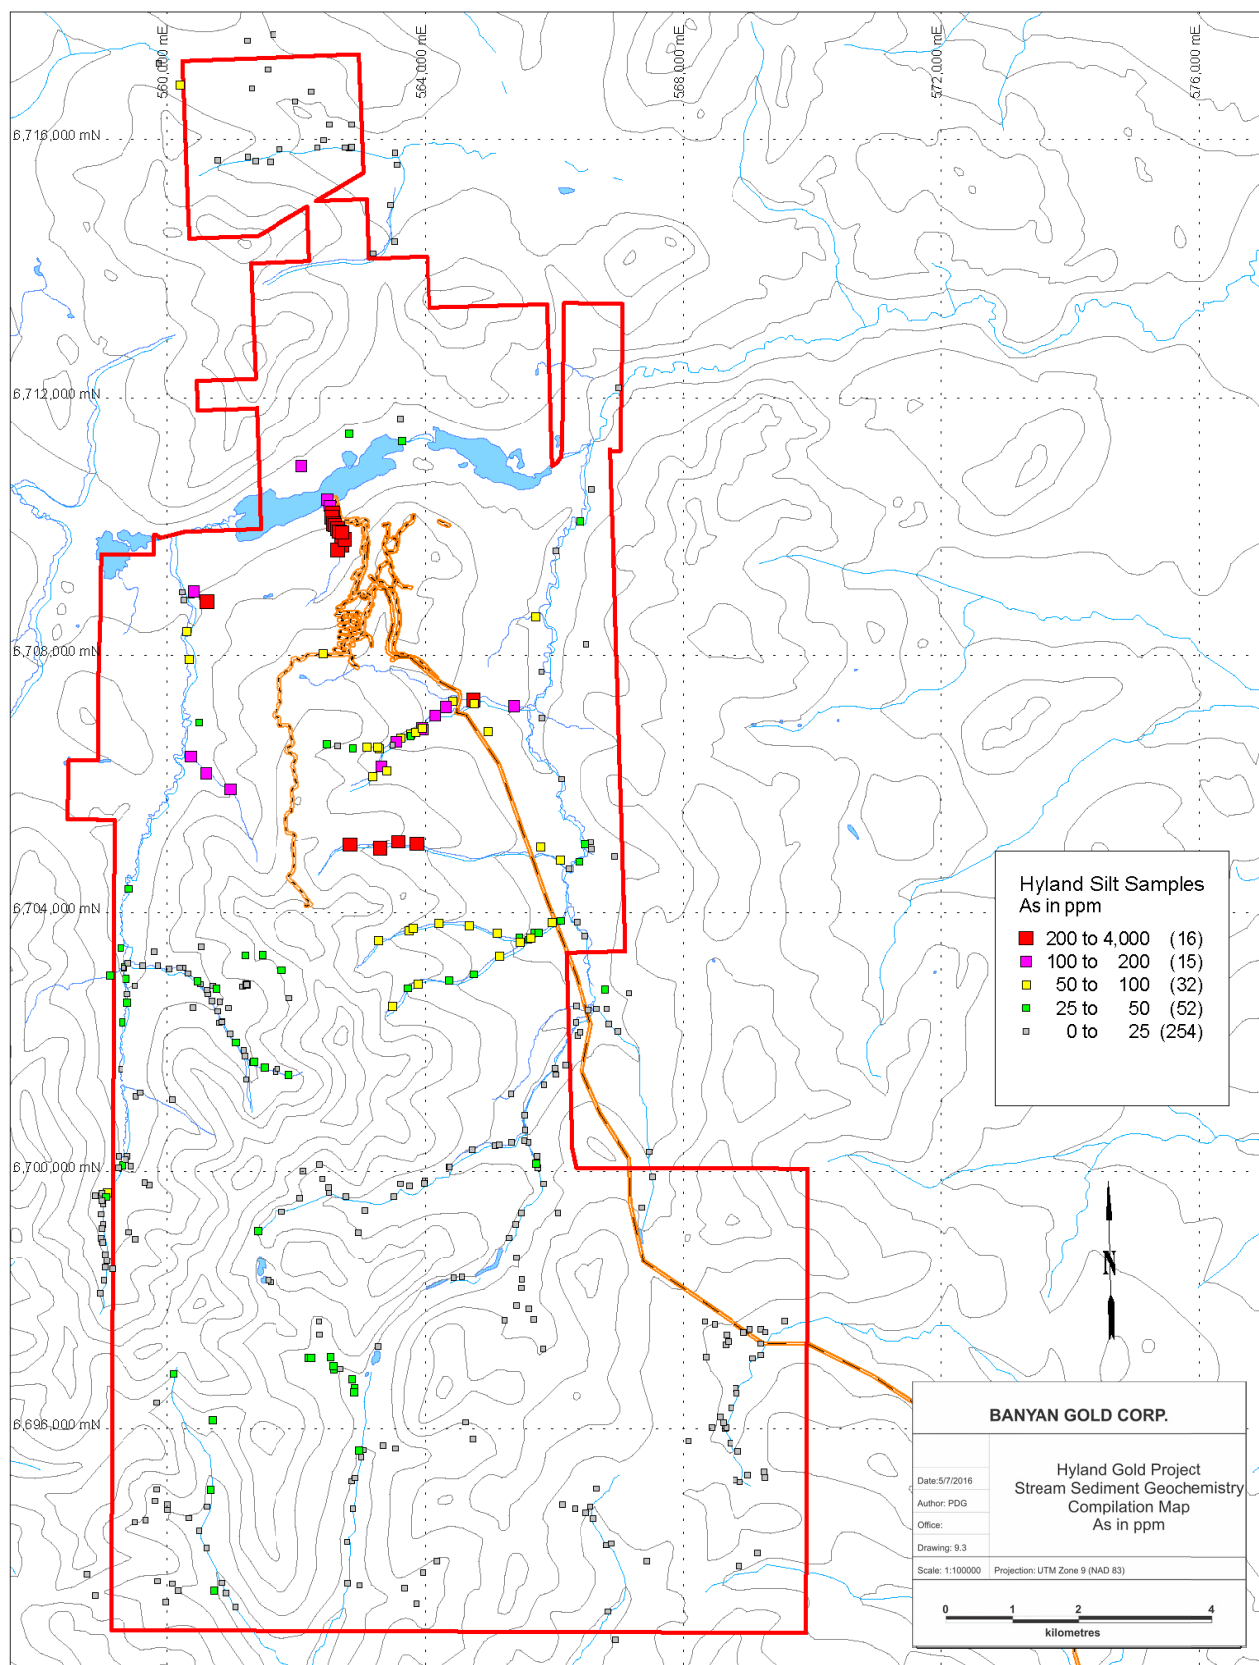 560,000 mE
564,000 mE
568,000 mE
572,000 mE
576,000 mE
6,716,000 mN
6,712,000 mN
6,708,000 mN
6,704,000 mN
6,700,000 mN
6,696,000 mN
Hyland Silt Samples
As in ppm
200 to 4,000 (16)
100 to 200 (15)
50 to 100 (32)
25 to 50 (52)
0 to 25 (254)
N
BANYAN GOLD CORP.
Date:5/7/2016
Author: PDG
Office:
Drawing: 9.3
Hyland Gold Project
Stream Sediment Geochemistry
Compilation Map
As in ppm
Scale: 1:100000 Projection: UTM Zone 9 (NAD 83)
0 1 2 4
kilometres